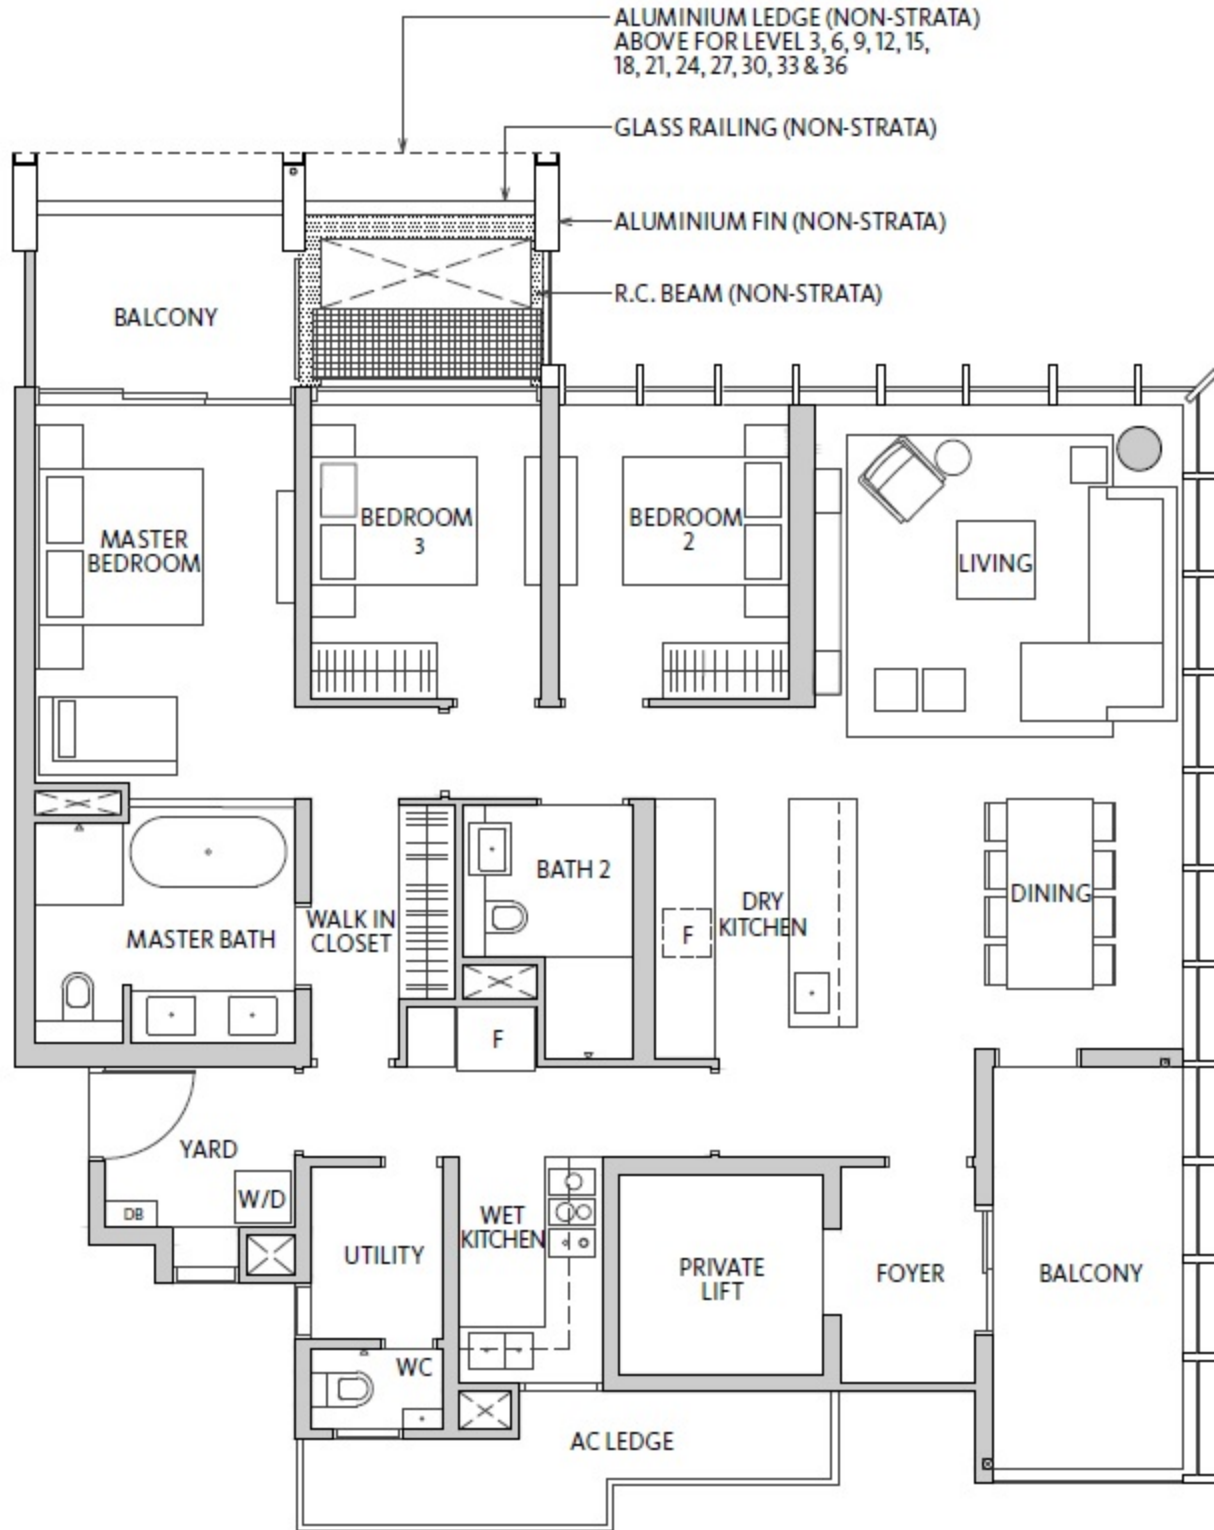 ALUMINIUM LEDGE (NON-STRATA)
ABOVE FOR LEVEL 3, 6, 9, 12, 15,
18, 21, 24, 27, 30, 33 & 36
GLASS RAILING (NON-STRATA)
ALUMINIUM FIN (NON-STRATA)
R.C. BEAM (NON-STRATA)
BALCONY
MASTER
BEDROOM
BEDROOM
3
BEDROOM
2
LIVING
MASTER BATH
WALK IN
CLOSET
BATH 2
F
DRY
KITCHEN
DINING
F
YARD
DB
W/D
UTILITY
WC
WET
KITCHEN
PRIVATE
LIFT
FOYER
BALCONY
AC LEDGE